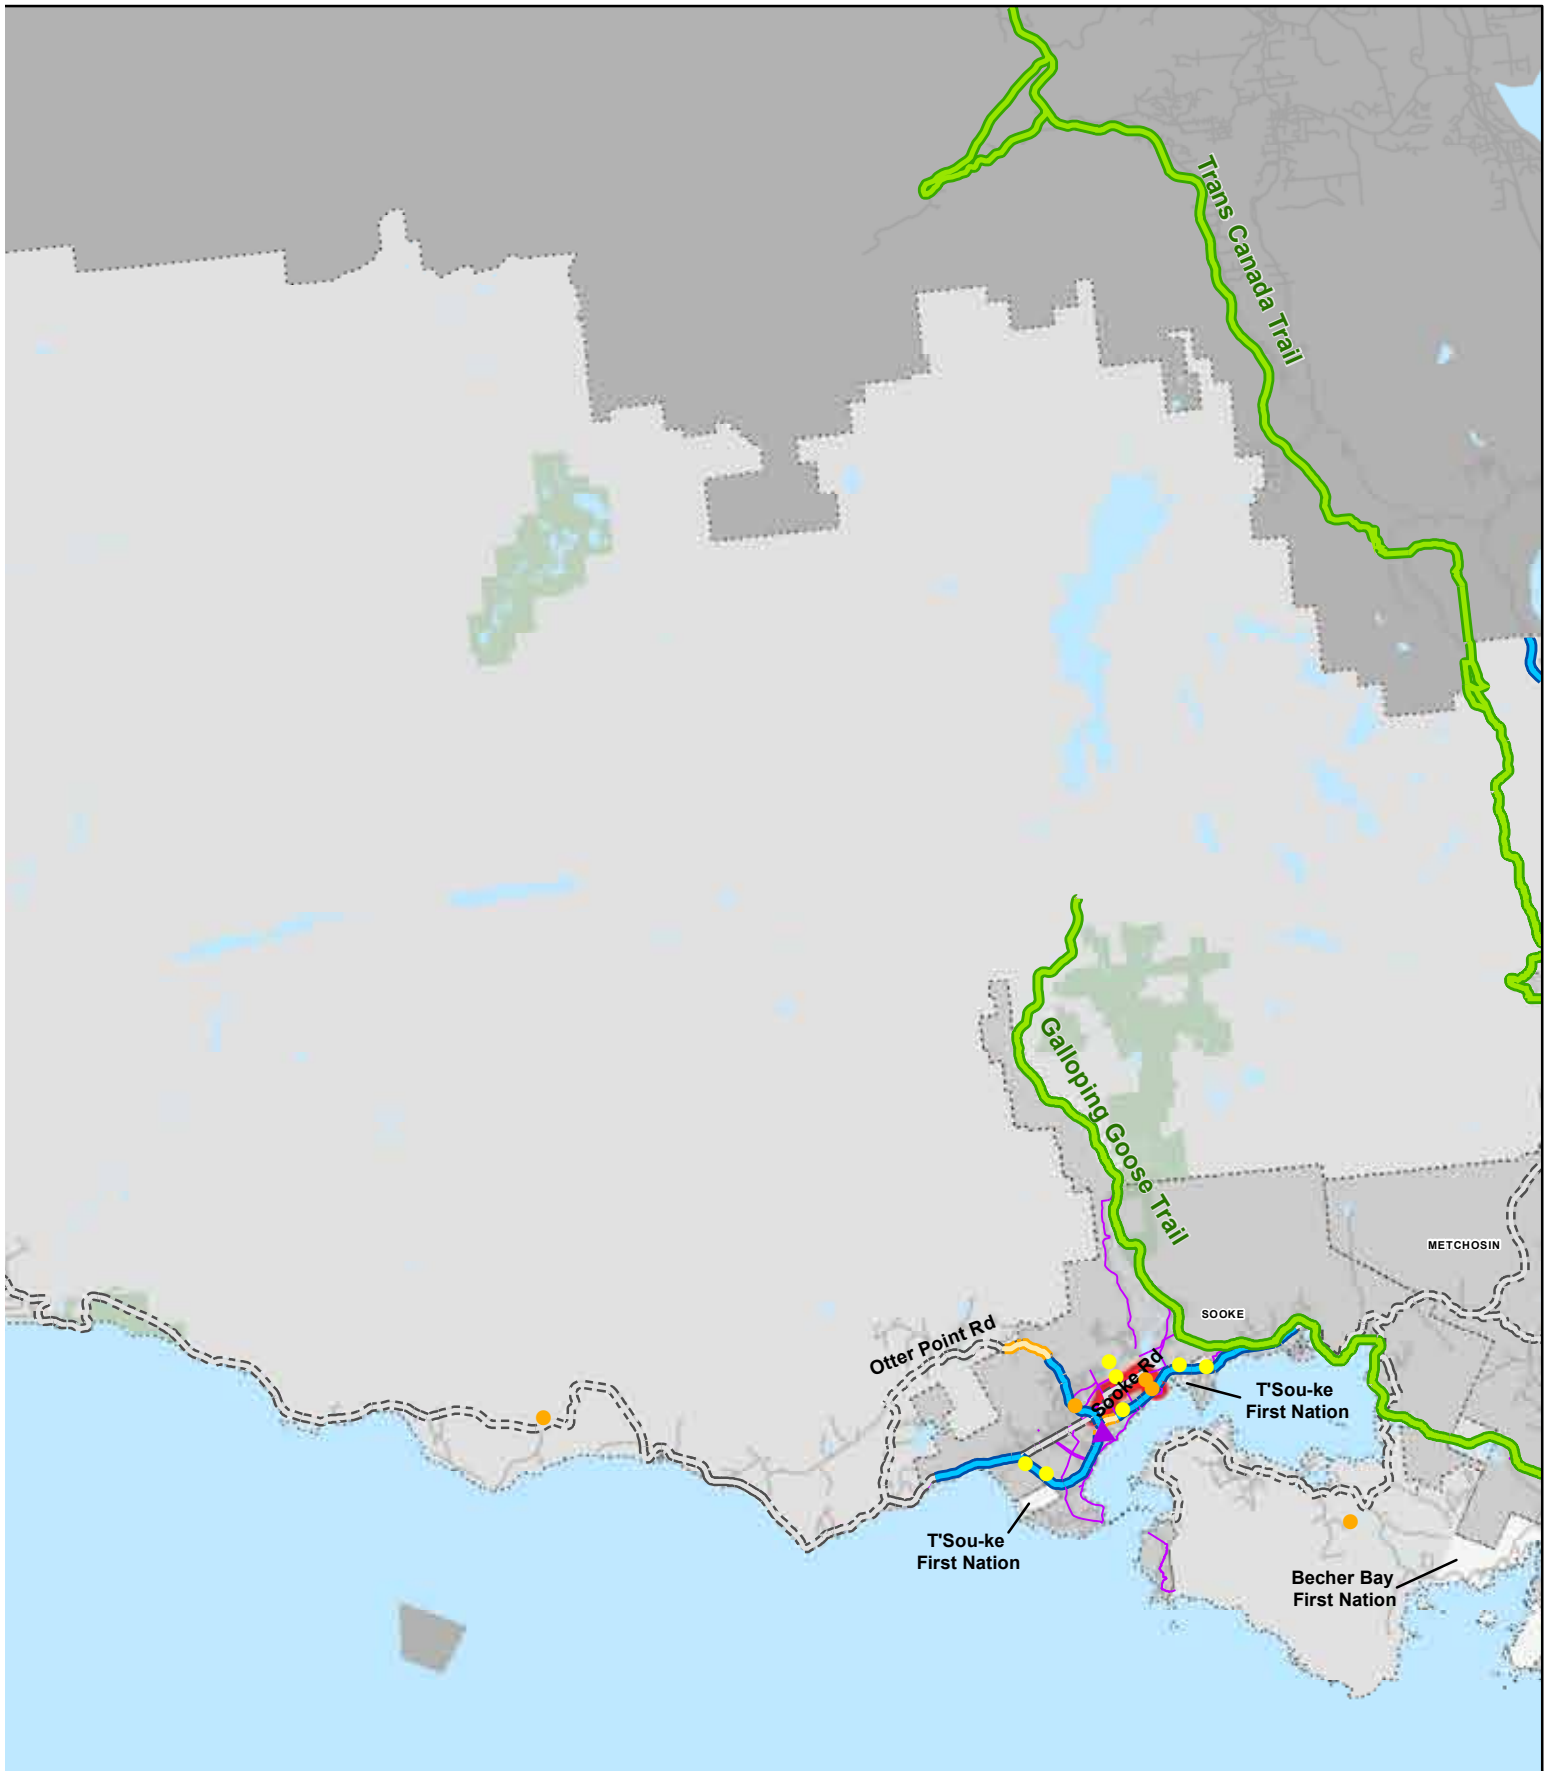 Trans Canada Trail
Galloping Goose Trail
METCHOSIN
SOOKE
Otter Point Rd
Sooke Rd
T'Sou-ke
First Nation
T'Sou-ke
First Nation
Becher Bay
First Nation